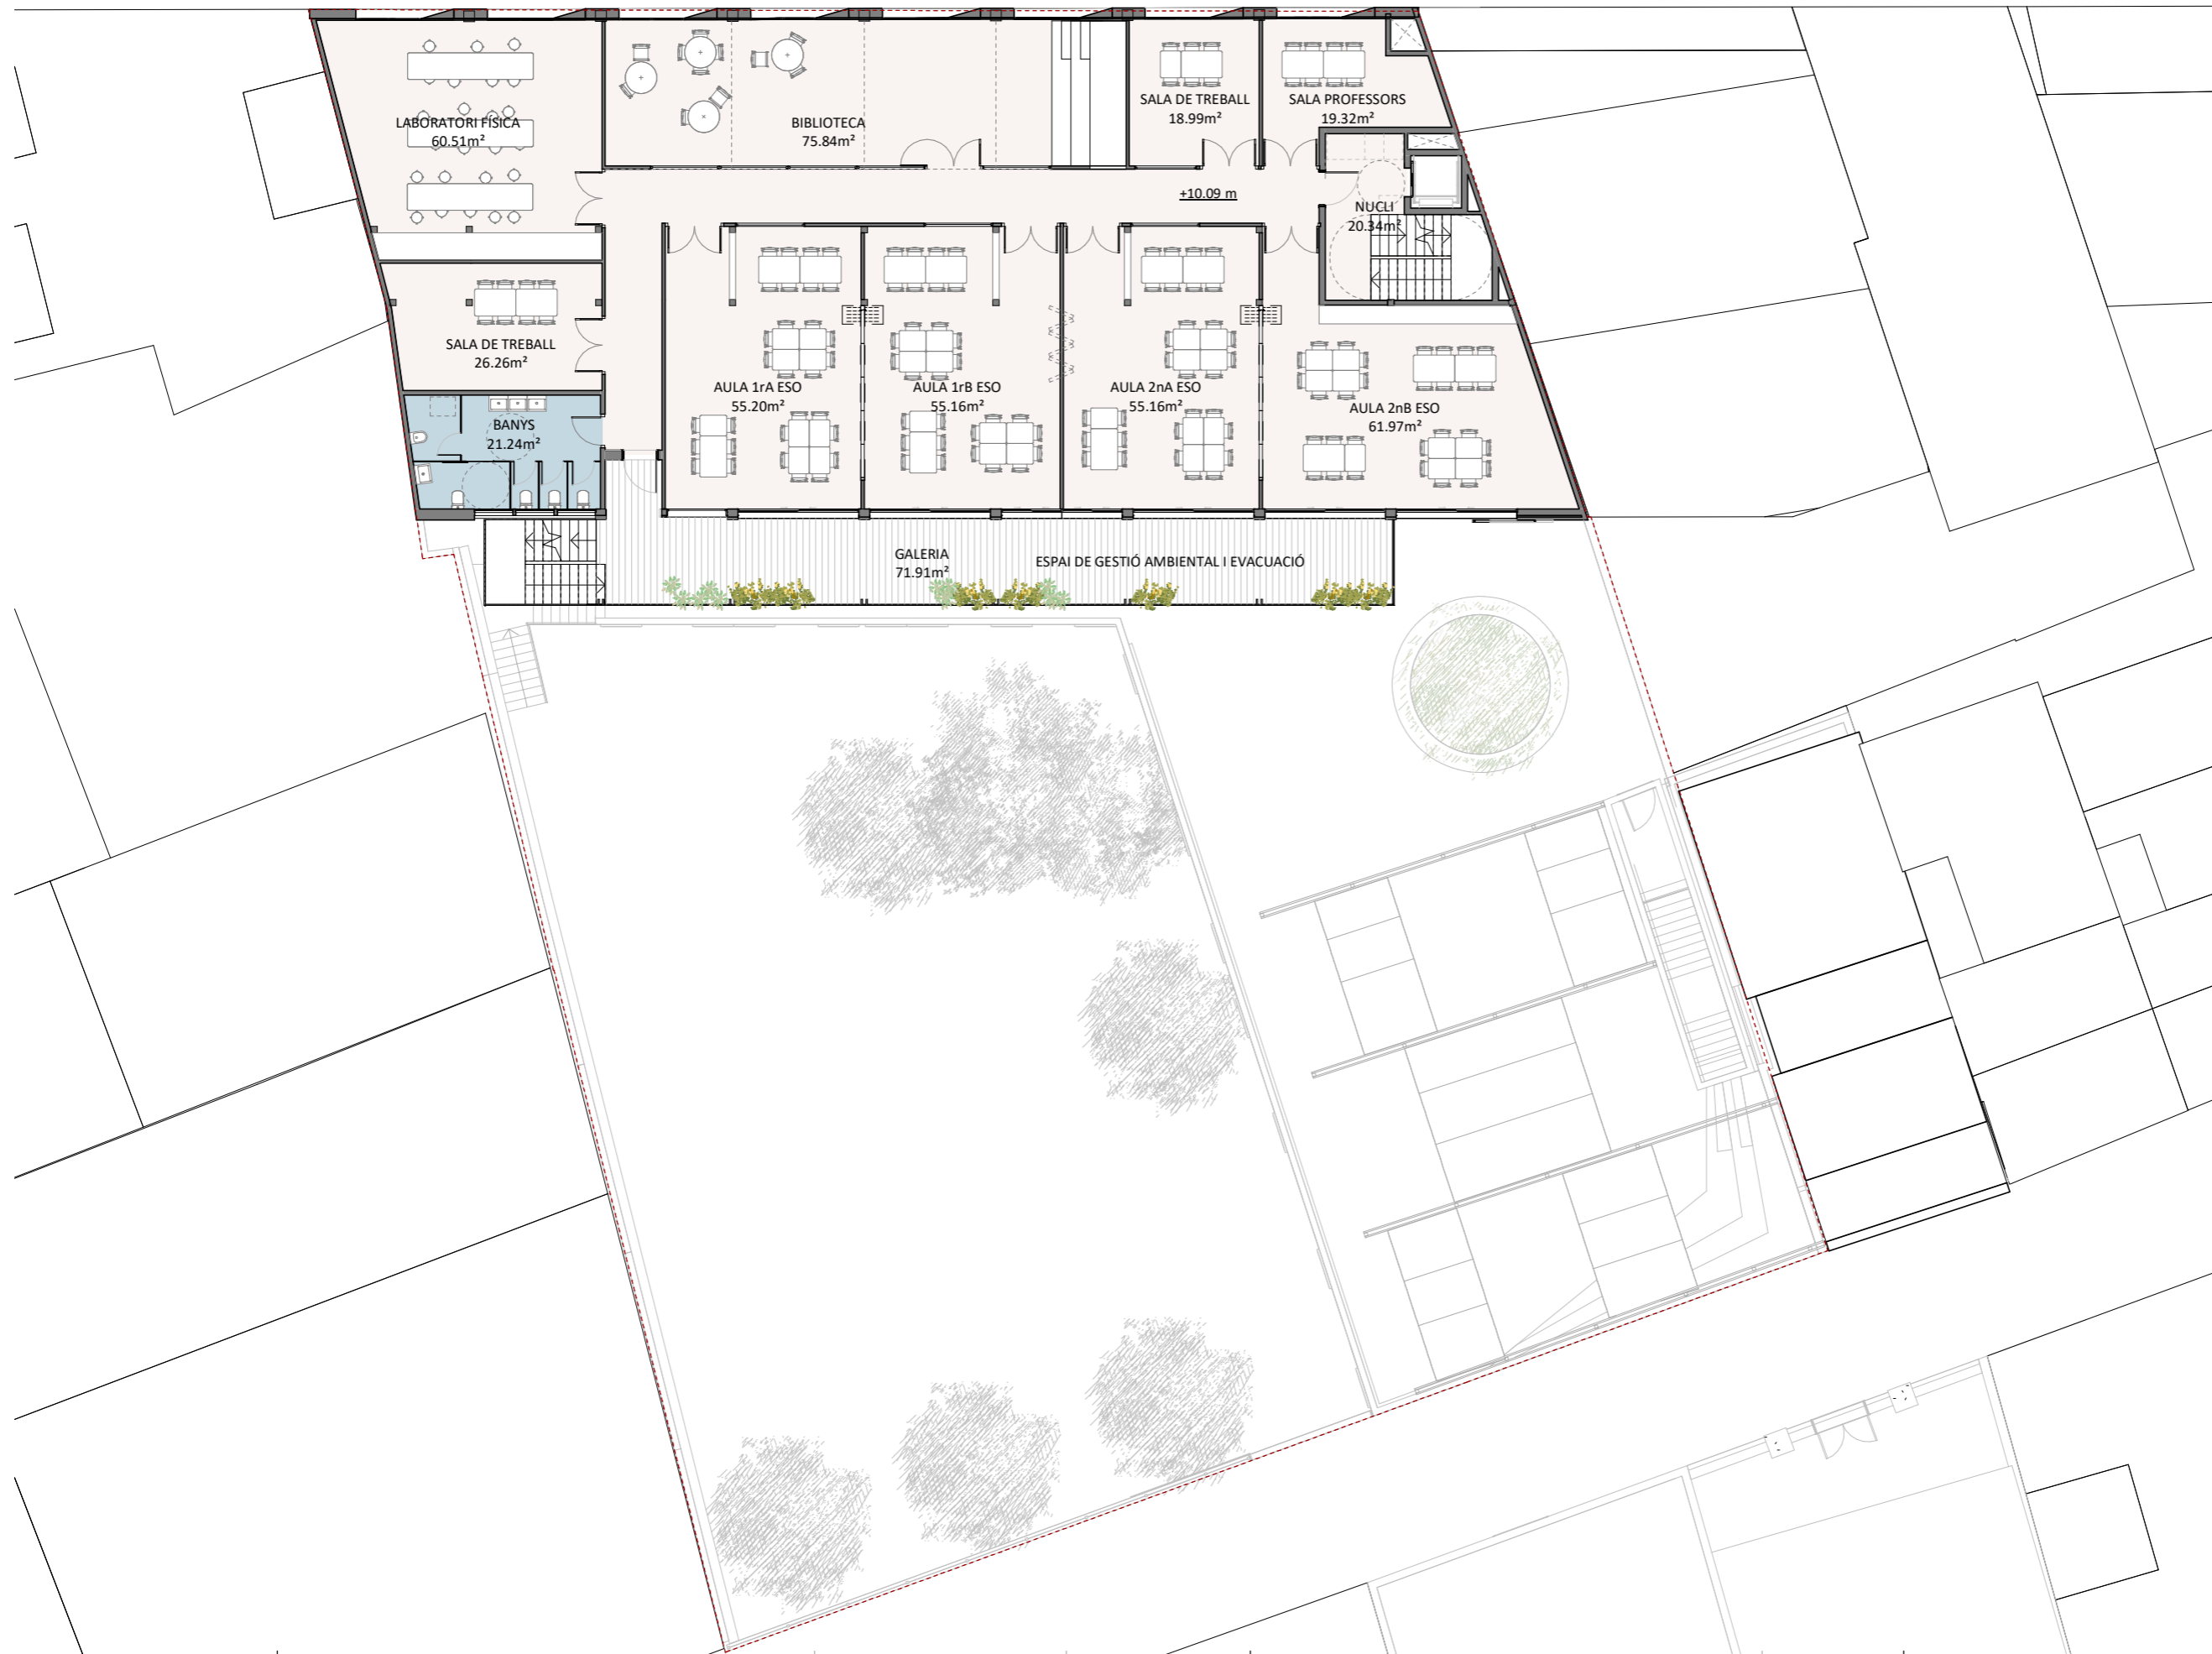 LABORATORI FÍSICA
60.51m²
BIBLIOTECA
75.84m²
SALA DE TREBALL
18.99m²
SALA PROFESSORS
19.32m²
+10.09 m
NUCLI
20.34m²
SALA DE TREBALL
26.26m²
AULA 1rA ESO
55.20m²
AULA 1rB ESO
55.16m²
AULA 2nA ESO
55.16m²
AULA 2nB ESO
61.97m²
BANYS
21.24m²
GALERIA
71.91m²
ESPAI DE GESTIÓ AMBIENTAL I EVACUACIÓ